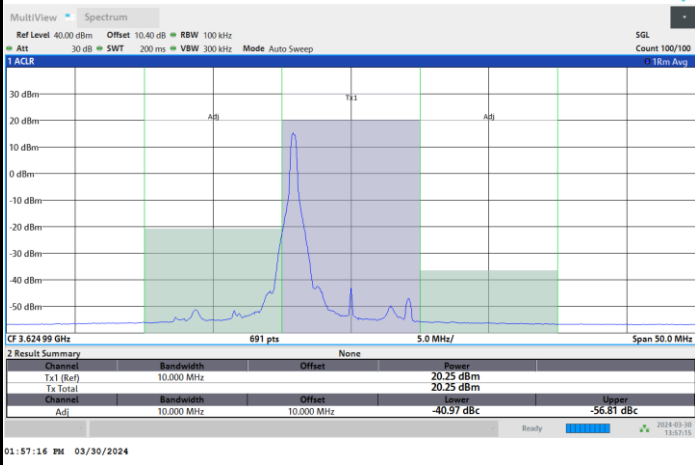 MultiView Spectrum
Ref Level 40.00 dBm Offset 10.40 dB RBW 100 kHz SGL
Att 30 dB SWT 200 ms VBW 300 kHz Mode Auto Sweep Count 100/100
1 ACLR 1Rm Avg
30 dBm
Tx1
20 dBm Adj Adj
10 dBm
0 dBm
-10 dBm
-20 dBm
-30 dBm
-40 dBm
-50 dBm
CF 3.624 99 GHz 691 pts 5.0 MHz/ Span 50.0 MHz
2 Result Summary None
Channel Bandwidth Offset Power
Tx1 (Ref) 10.000 MHz 20.25 dBm
Tx Total 20.25 dBm
Channel Bandwidth Offset Lower Upper
Adj 10.000 MHz 10.000 MHz -40.97 dBc -56.81 dBc
Ready 2024-03-30
13:57:15
01:57:16 PM 03/30/2024